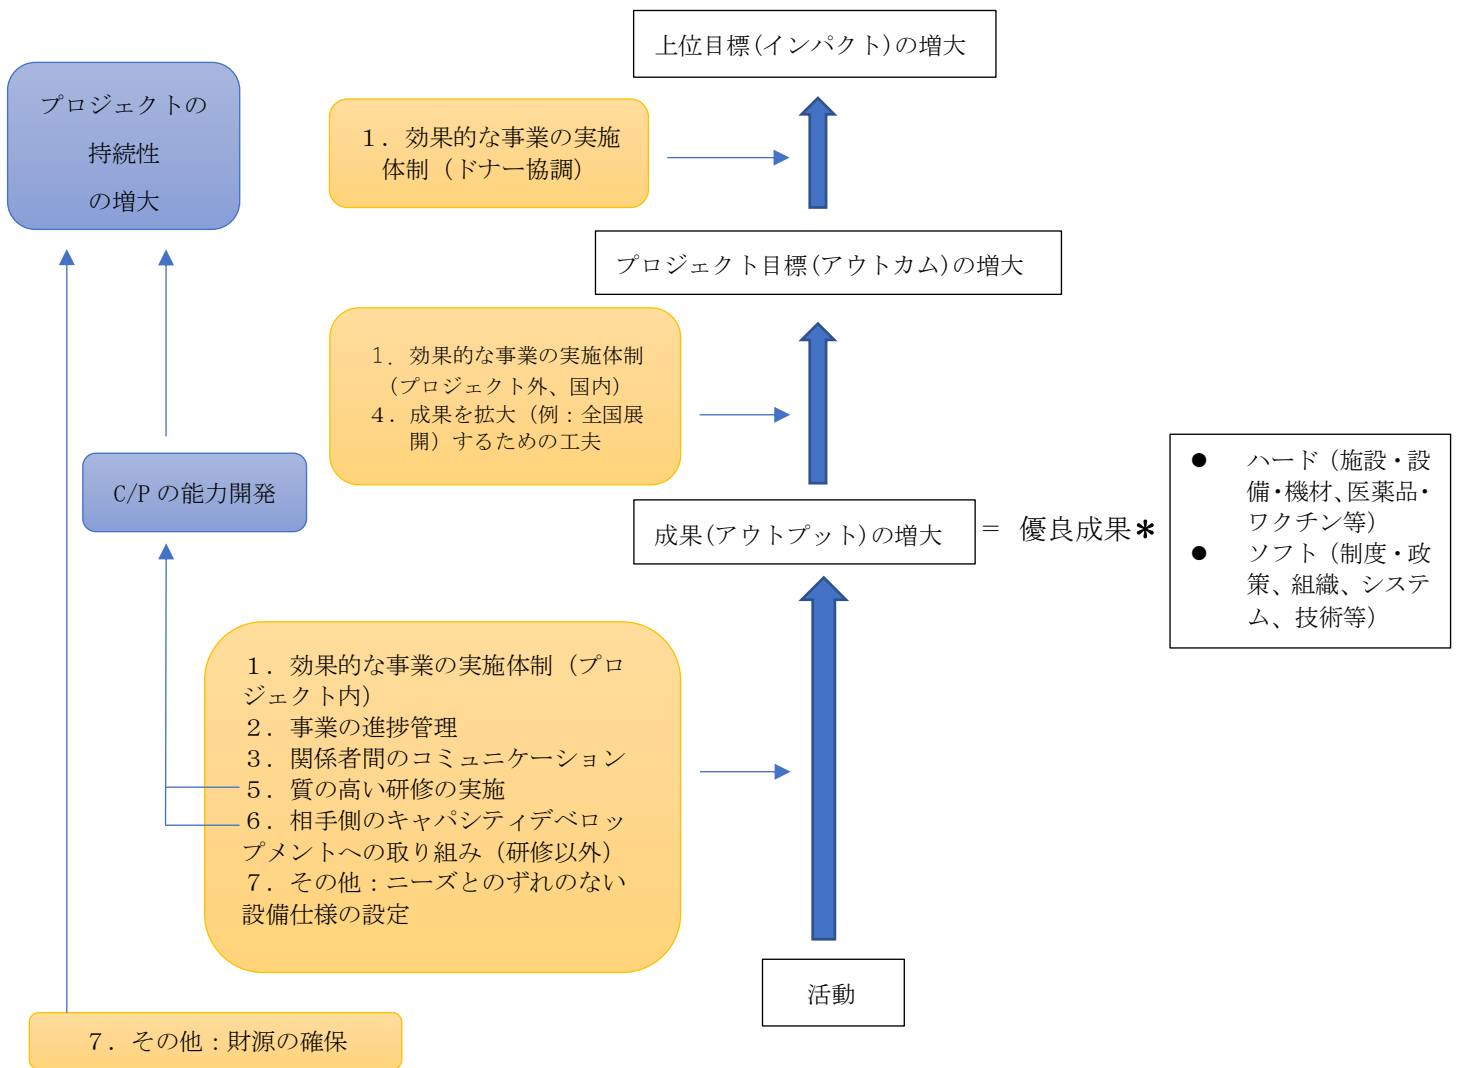 上位目標(インパクト)の増大
プロジェクトの
持続性
の増大
１．効果的な事業の実施
体制（ドナー協調）
プロジェクト目標(アウトカム)の増大
１．効果的な事業の実施体制
（プロジェクト外、国内）
４．成果を拡大（例：全国展
開）するための工夫
C/P の能力開発
成果(アウトプット)の増大
= 優良成果*
● ハード（施設・設
備・機材、医薬品・
ワクチン等）
● ソフト（制度・政
策、組織、システ
ム、技術等）
１．効果的な事業の実施体制（プロ
ジェクト内）
２．事業の進捗管理
３．関係者間のコミュニケーション
５．質の高い研修の実施
６．相手側のキャパシティデベロッ
プメントへの取り組み（研修以外）
７．その他：ニーズとのずれのない
設備仕様の設定
活動
７．その他：財源の確保